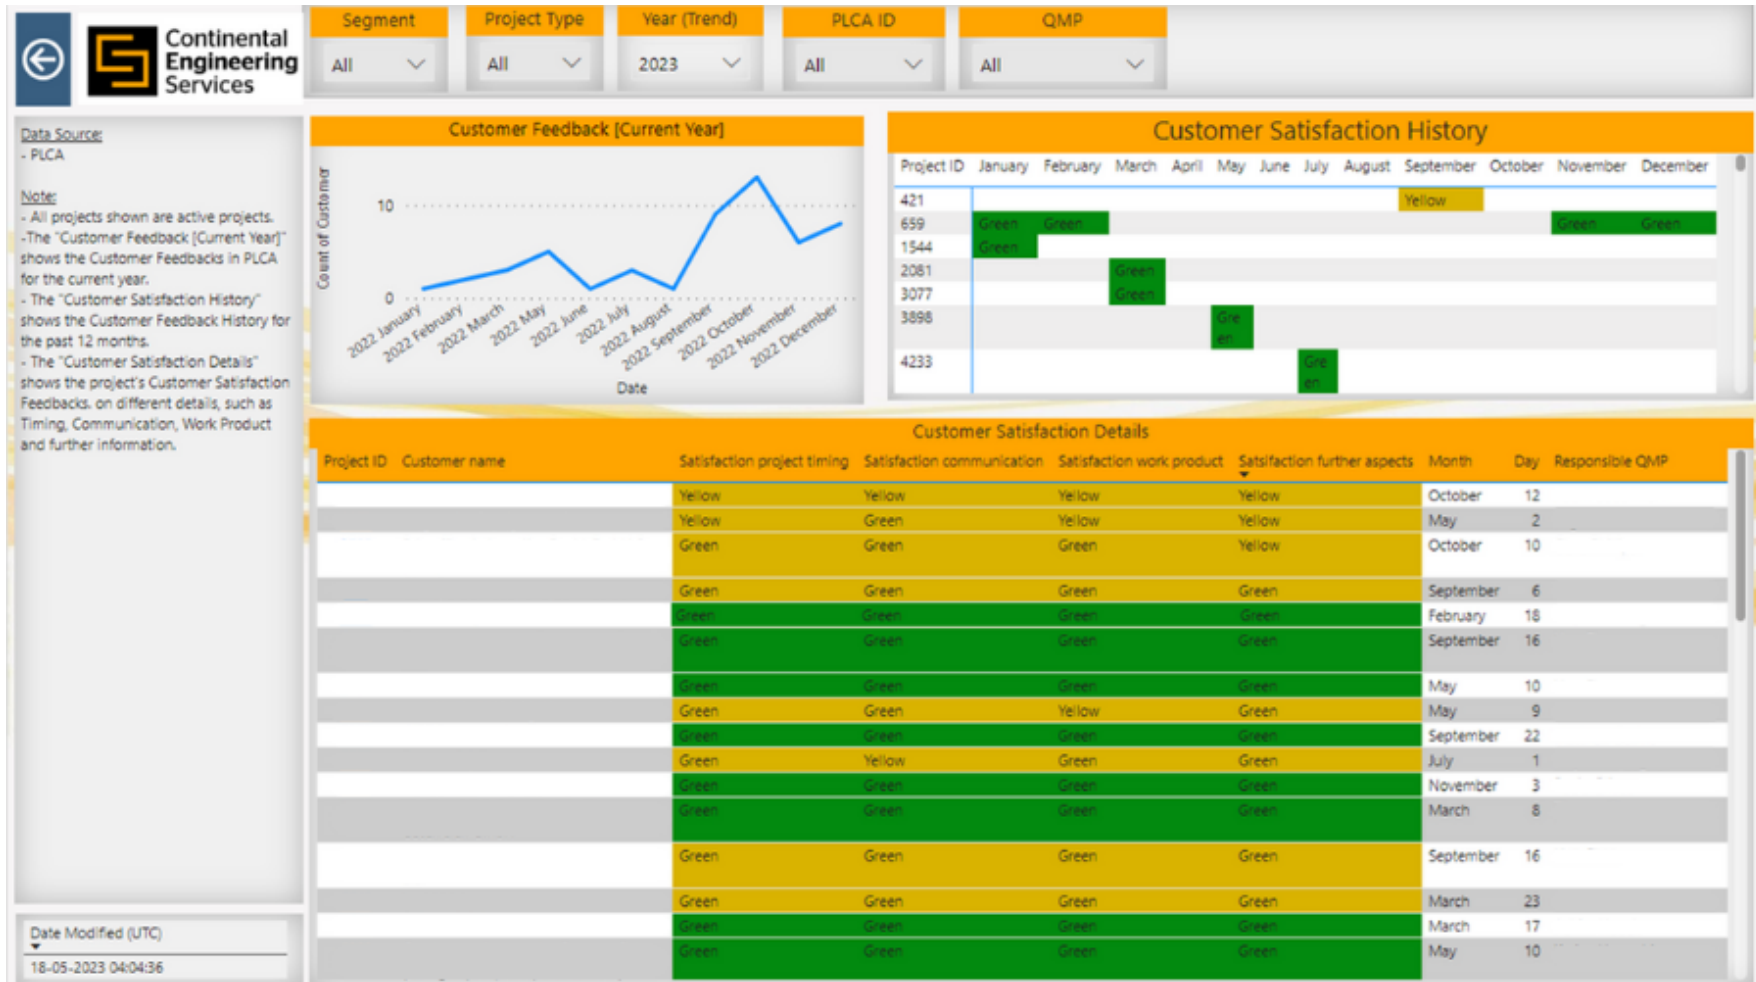 Continental
Engineering
Services
Segment
All
Project Type
All
Year (Trend)
2023
PLCA ID
All
QMP
All
Data Source:
- PLCA
Note:
- All projects shown are active projects.
-The "Customer Feedback [Current Year]"
shows the Customer Feedbacks in PLCA
for the current year.
- The "Customer Satisfaction History"
shows the Customer Feedback History for
the past 12 months.
- The "Customer Satisfaction Details"
shows the project's Customer Satisfaction
Feedbacks. on different details, such as
Timing, Communication, Work Product
and further information.
Date Modified (UTC)
18-05-2023 04:04:36
Customer Feedback [Current Year]
Count of Customer
10
0
2022 January
2022 February
2022 March
2022 May
2022 June
2022 July
2022 August
2022 September
2022 October
2022 November
2022 December
Date
Customer Satisfaction History
Project ID January February March April May June July August September October November December
421 Yellow
659 Green Green Green Green
1544 Green
2081 Green
3077 Green
3898 Gre
en
4233 Gre
en
Customer Satisfaction Details
Project ID Customer name Satisfaction project timing Satisfaction communication Satisfaction work product Satsifaction further aspects Month Day Responsible QMP
Yellow Yellow Yellow Yellow October 12
Yellow Green Yellow Yellow May 2
Green Green Green Yellow October 10
Green Green Green Green September 6
Green Green Green Green February 18
Green Green Green Green September 16
Green Green Green Green May 10
Green Green Yellow Green May 9
Green Green Green Green September 22
Green Yellow Green Green July 1
Green Green Green Green November 3
Green Green Green Green March 8
Green Green Green Green September 16
Green Green Green Green March 23
Green Green Green Green March 17
Green Green Green Green May 10